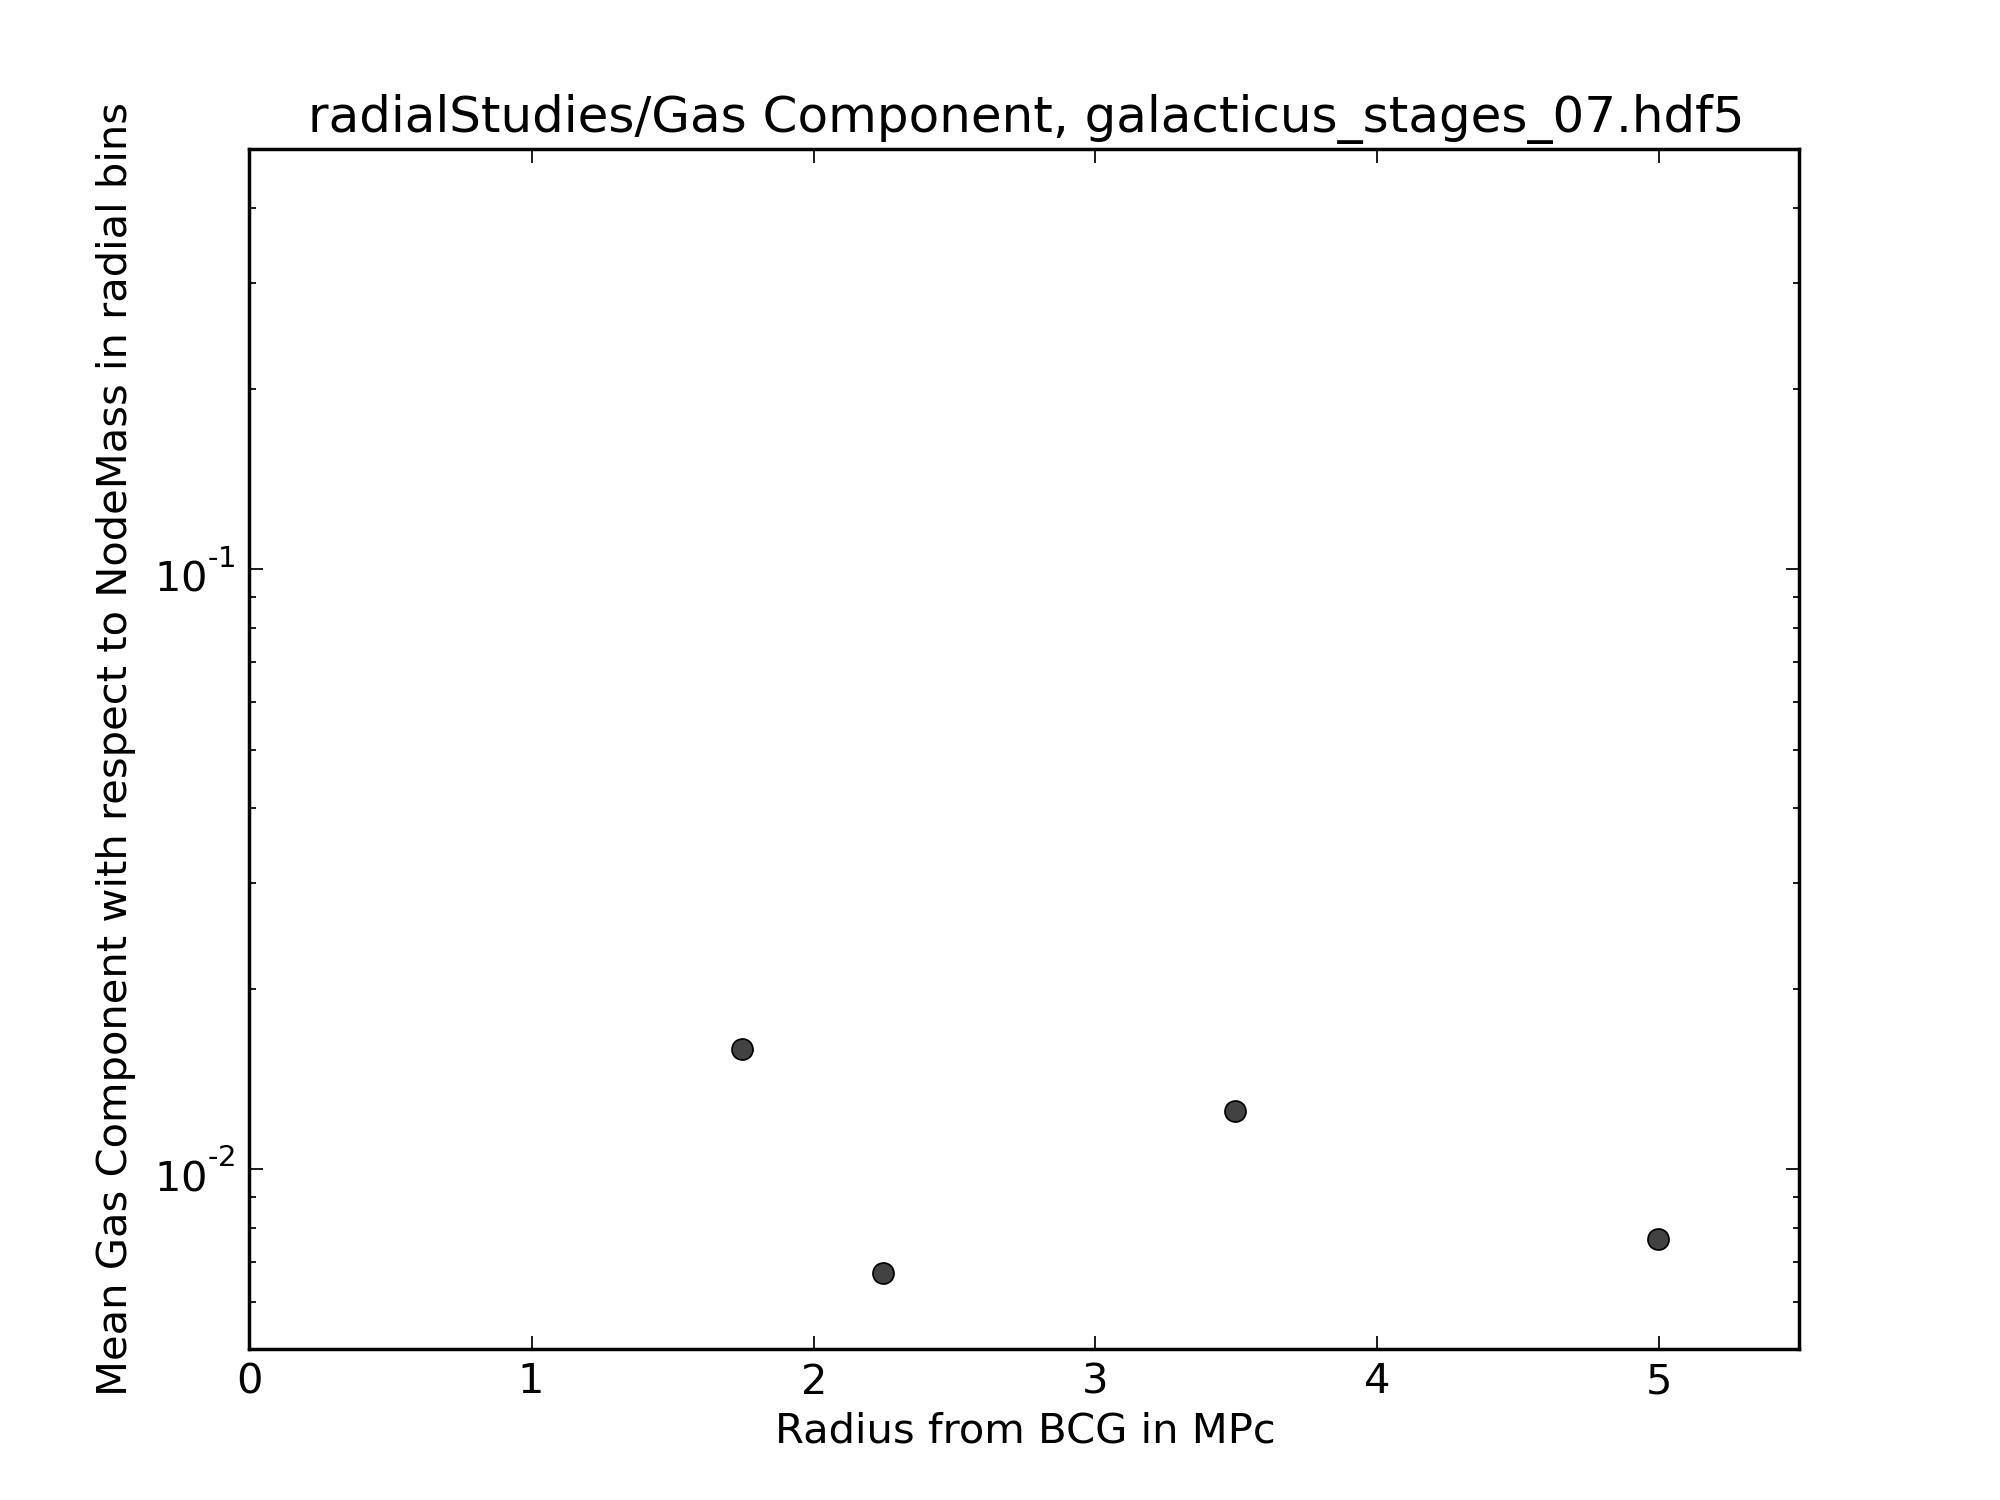 radialStudies/Gas Component, galacticus_stages_07.hdf5
Mean Gas Component with respect to NodeMass in radial bins
10^-1
10^-2
0 1 2 3 4 5
Radius from BCG in MPc